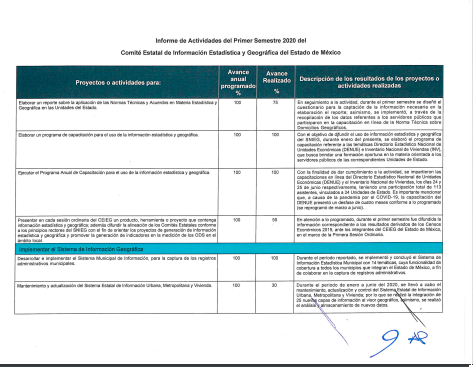 Informe de Actividades del Primer Semestre 2020 del
Comité Estatal de Información Estadística y Geográfica del Estado de México
Proyectos o actividades para:
Avance
anual
programado
%
Avance
Realizado
%
Descripción de los resultados de los proyectos o
actividades realizadas
Elaborar un reporte sobre la aplicación de las Normas Técnicas y Acuerdos en Materia Estadística y
Geográfica en las Unidades del Estado.
100
75
En seguimiento a la actividad, durante el primer semestre se diseñó el
cuestionario para la captación de la información necesaria en la
elaboración el reporte; asimismo, se implementó, a través de la
recopilación de los datos referentes a los servidores públicos que
participaron en la capacitación en línea de la Norma Técnica sobre
Domicilios Geográficos.
Elaborar un programa de capacitación para el uso de la información estadística y geográfica.
100
100
Con el objetivo de difundir el uso de información estadística y geográfica
del SNIEG, durante enero del presente, se elaboró el programa de
capacitación referente a las temáticas Directorio Estadístico Nacional de
Unidades Económicas (DENUE) e Inventario Nacional de Viviendas (INV),
que busca brindar una formación oportuna en la materia acotada a los
servidores públicos de las correspondientes Unidades de Estado.
Ejecutar el Programa Anual de Capacitación para el uso de la información estadística y geográfica.
100
100
Con la finalidad de dar cumplimiento a la actividad, se impartieron las
capacitaciones en línea del Directorio Estadístico Nacional de Unidades
Económicas (DENUE) y el Inventario Nacional de Viviendas, los días 24 y
25 de junio respectivamente, teniendo una participación total de 113
asistentes, vinculados a 24 Unidades de Estado. Es importante mencionar
que, a causa de la pandemia por el COVID-19, la capacitación del
DENUE presentó un desfase de cuatro meses conforme a lo programado
(se reprogramó de marzo a junio).
Presentar en cada sesión ordinaria del CEIEG un producto, herramienta o proyecto que contenga
información estadística y geográfica; además difundir la alineación de los Comités Estatales conforme
a los principios rectores del SNIEG con el fin de orientar los proyectos de generación de información
estadística y geográfica y promover la generación de indicadores en la medición de los ODS en el
ámbito local.
100
50
En atención a lo programado, durante el primer semestre fue difundida la
información correspondiente a los resultados derivados de los Censos
Económicos 2019, ante los integrantes del CEIEG del Estado de México,
en el marco de la Primera Sesión Ordinaria.
Implementar el Sistema de Información Geográfica
Desarrollar e implementar el Sistema Municipal de Información, para la captura de los registros
administrativos municipales.
100
100
Durante el periodo reportado, se implementó y concluyó el Sistema de
Información Estadística Municipal con 14 temáticas, cuya funcionalidad da
cobertura a todos los municipios que integran el Estado de México, a fin
de colaborar en la captura de registros administrativos.
Mantenimiento y actualización del Sistema Estatal de Información Urbana, Metropolitana y Vivienda.
100
30
Durante el periodo de enero a junio del 2020, se llevó a cabo el
mantenimiento, actualización y control del Sistema Estatal de Información
Urbana, Metropolitana y Vivienda; por lo que se realizó la integración de
25 nuevas capas de información al visor geográfico, asimismo, se realizó
el análisis y almacenamiento de nuevos datos.